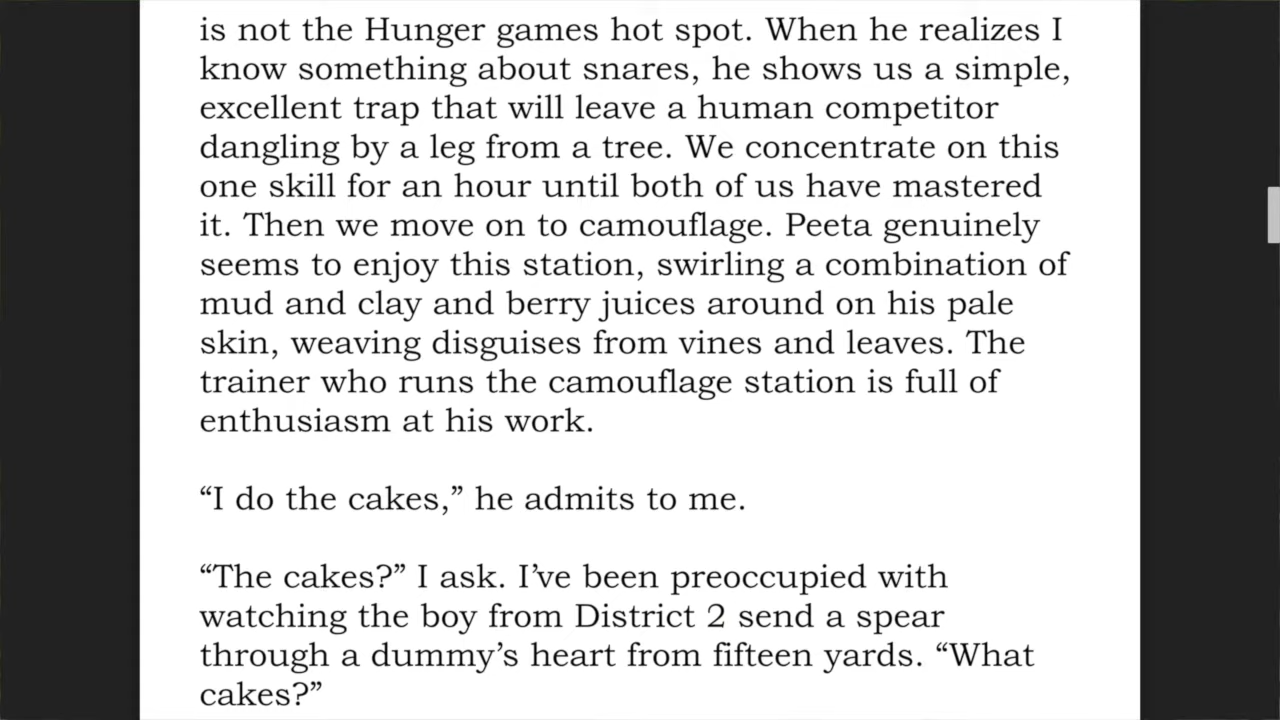 is not the Hunger games hot spot. When he realizes I
know something about snares, he shows us a simple,
excellent trap that will leave a human competitor
dangling by a leg from a tree. We concentrate on this
one skill for an hour until both of us have mastered
it. Then we move on to camouflage. Peeta genuinely
seems to enjoy this station, swirling a combination of
mud and clay and berry juices around on his pale
skin, weaving disguises from vines and leaves. The
trainer who runs the camouflage station is full of
enthusiasm at his work.
“I do the cakes,” he admits to me.
“The cakes?” I ask. I’ve been preoccupied with
watching the boy from District 2 send a spear
through a dummy’s heart from fifteen yards. “What
cakes?”